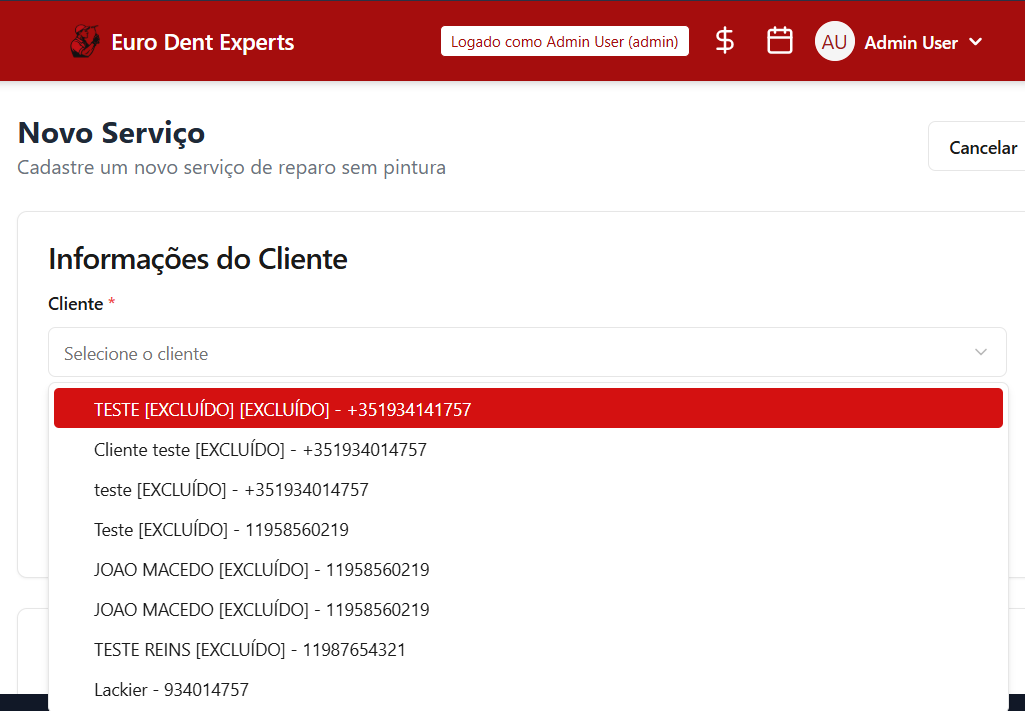 Euro Dent Experts
Logado como Admin User (admin)
$
AU
Admin User
Novo Serviço
Cadastre um novo serviço de reparo sem pintura
Cancelar
Informações do Cliente
Cliente *
Selecione o cliente
TESTE [EXCLUÍDO] [EXCLUÍDO] - +351934141757
Cliente teste [EXCLUÍDO] - +351934014757
teste [EXCLUÍDO] - +351934014757
Teste [EXCLUÍDO] - 11958560219
JOAO MACEDO [EXCLUÍDO] - 11958560219
JOAO MACEDO [EXCLUÍDO] - 11958560219
TESTE REINS [EXCLUÍDO] - 11987654321
Lackier - 934014757